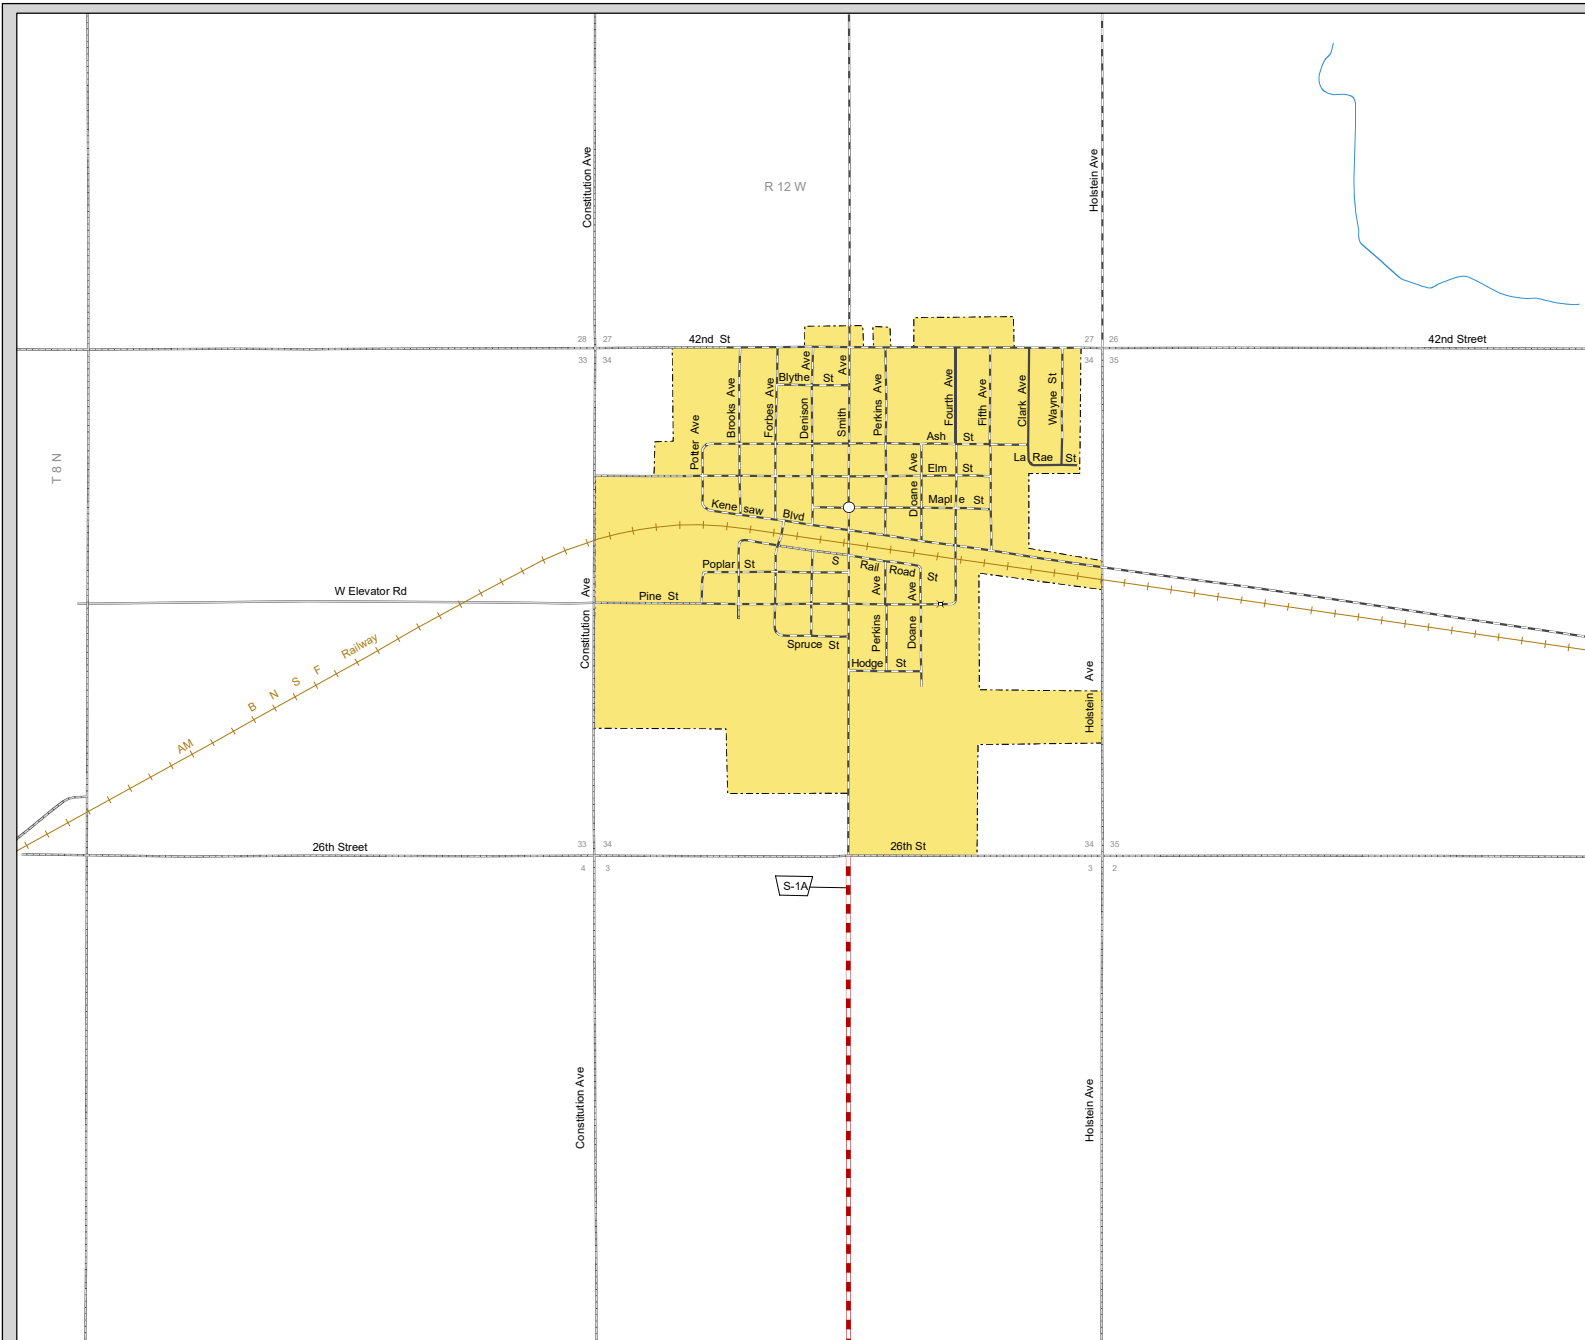 Constitution Ave
Holstein Ave
R 12 W
28 27
27 26
42nd St
42nd Street
33 34
34 35
Blythe St
Potter Ave
Brooks Ave
Forbes Ave
Denison Ave
Smith Ave
Perkins Ave
Fourth Ave
Fifth Ave
Clark Ave
Wayne St
Ash St
La Rae St
T 8 N
Elm St
Doane Ave
Maple St
Kene saw Blvd
S Rail Road St
Poplar St
W Elevator Rd
Pine St
Constitution Ave
Perkins Ave
Doane Ave
Spruce St
Hodge St
Holstein Ave
AM B N S F Railway
33 34
34 35
26th Street
26th St
4 3
3 2
S-1A
Constitution Ave
Holstein Ave